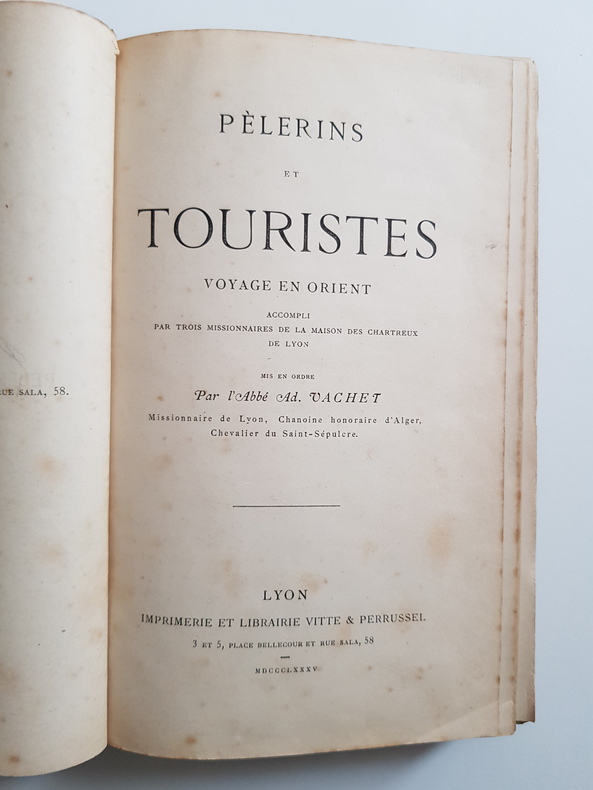 PÈLERINS
ET
TOURISTES
VOYAGE EN ORIENT
ACCOMPLI
PAR TROIS MISSIONNAIRES DE LA MAISON DES CHARTREUX
DE LYON
MIS EN ORDRE
Par l'Abbé Ad. VACHET
Missionnaire de Lyon, Chanoine honoraire d'Alger,
Chevalier du Saint-Sépulcre.
RUE SALA, 58.
LYON
IMPRIMERIE ET LIBRAIRIE VITTE & PERRUSSEL
3 ET 5, PLACE BELLECOUR ET RUE SALA, 58
MDCCCLXXXV